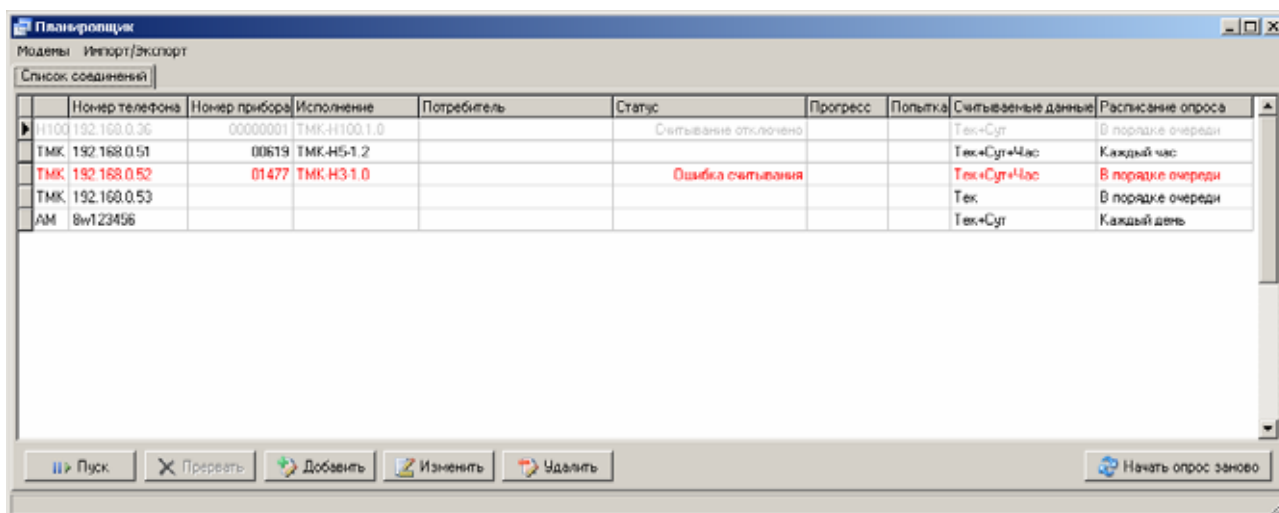 Планировщик
Модемы Импорт/Экспорт
Список соединений
Номер телефона Номер прибора Исполнение Потребитель Статус Прогресс Попытка Считываемые данные Расписание опроса
H100 192.168.0.36 00000001 ТМК-Н100.1.0 Считывание отключено Тек+Сут В порядке очереди
ТМК 192.168.0.51 00619 ТМК-Н5-1.2 Тек+Сут+Час Каждый час
ТМК 192.168.0.52 01477 ТМК-Н3-1.0 Ошибка считывания Тек+Сут+Час В порядке очереди
ТМК 192.168.0.53 Тек В порядке очереди
АМ 8w123456 Тек+Сут Каждый день
Пуск Прервать Добавить Изменить Удалить Начать опрос заново